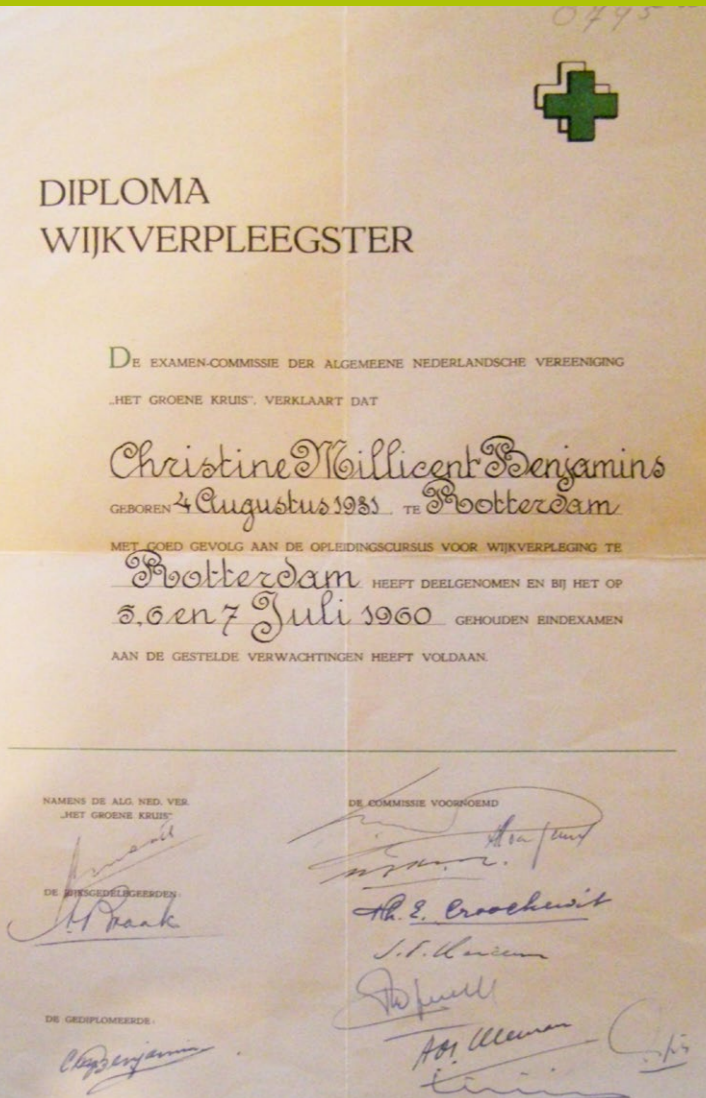 0795
DIPLOMA
WIJKVERPLEEGSTER
DE EXAMEN-COMMISSIE DER ALGEMEENE NEDERLANDSCHE VEREENIGING
„HET GROENE KRUIS", VERKLAART DAT
Christine Millicent Benjamins
GEBOREN 4 Augustus 1931 TE Rotterdam
MET GOED GEVOLG AAN DE OPLEIDINGSCURSUS VOOR WIJKVERPLEGING TE
Rotterdam HEEFT DEELGENOMEN EN BIJ HET OP
5, 6 en 7 Juli 1960 GEHOUDEN EINDEXAMEN
AAN DE GESTELDE VERWACHTINGEN HEEFT VOLDAAN.
NAMENS DE ALG. NED. VER.
„HET GROENE KRUIS"
DE COMMISSIE VOORNOEMD
DE RIJKSGEDELEGEERDEN:
Th. E. Croockewit
DE GEDIPLOMEERDE: